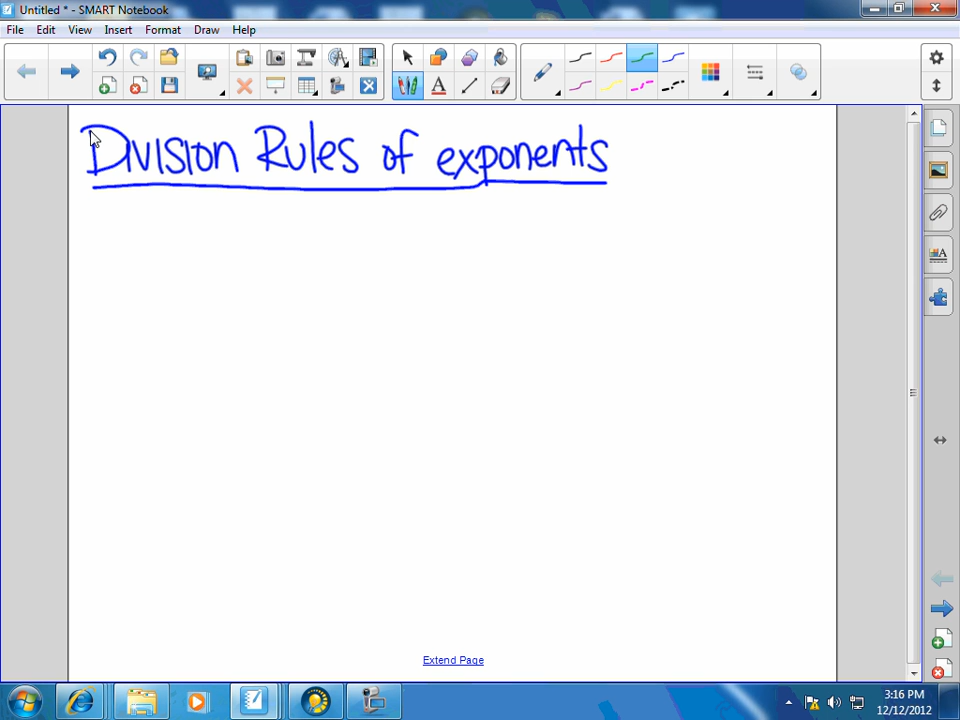 Untitled * - SMART Notebook
File Edit View Insert Format Draw Help
Division Rules of exponents
Extend Page
3:16 PM
12/12/2012